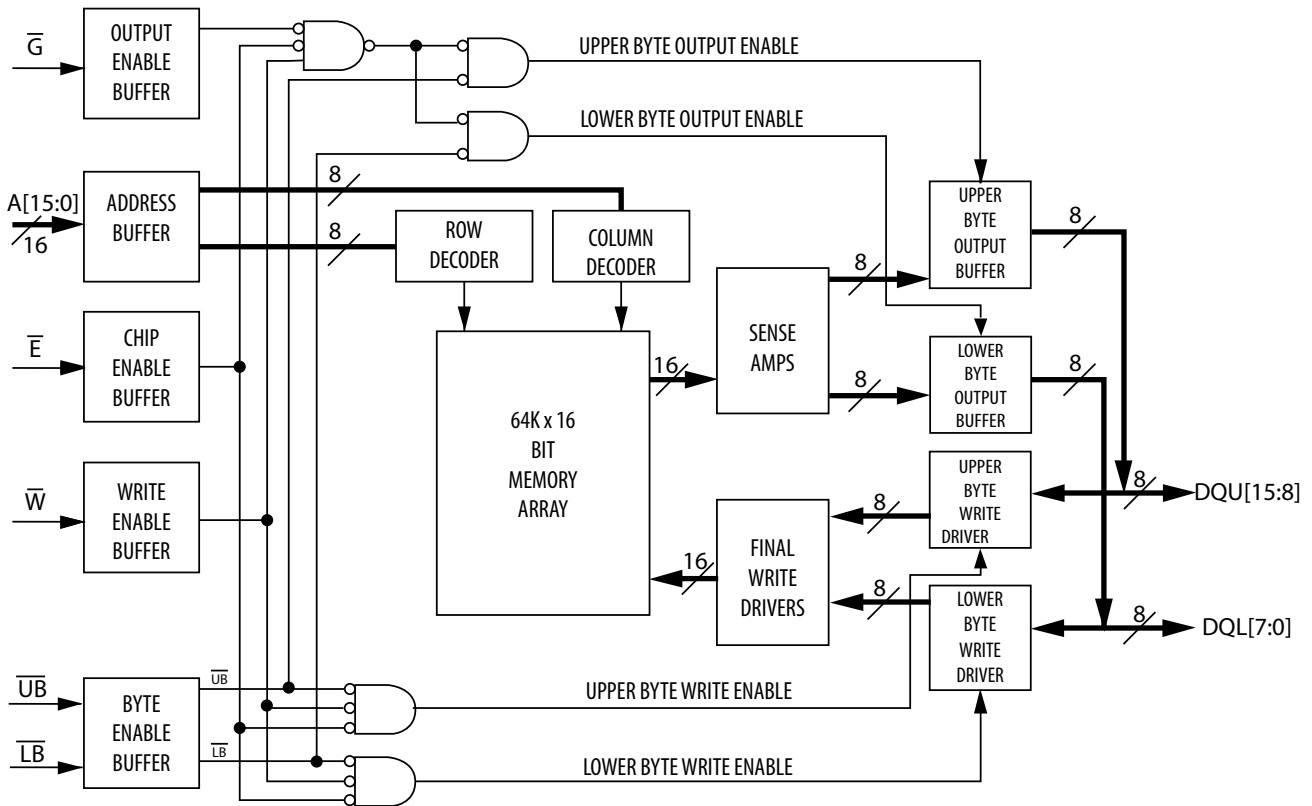 G̅
OUTPUT
ENABLE
BUFFER
UPPER BYTE OUTPUT ENABLE
LOWER BYTE OUTPUT ENABLE
A[15:0]
16
ADDRESS
BUFFER
8
8
ROW
DECODER
COLUMN
DECODER
UPPER
BYTE
OUTPUT
BUFFER
8
E̅
CHIP
ENABLE
BUFFER
64K x 16
BIT
MEMORY
ARRAY
16
SENSE
AMPS
8
8
LOWER
BYTE
OUTPUT
BUFFER
8
W̅
WRITE
ENABLE
BUFFER
16
FINAL
WRITE
DRIVERS
8
8
UPPER
BYTE
WRITE
DRIVER
8
DQU[15:8]
LOWER
BYTE
WRITE
DRIVER
8
DQL[7:0]
U̅B̅
L̅B̅
BYTE
ENABLE
BUFFER
U̅B̅
L̅B̅
UPPER BYTE WRITE ENABLE
LOWER BYTE WRITE ENABLE